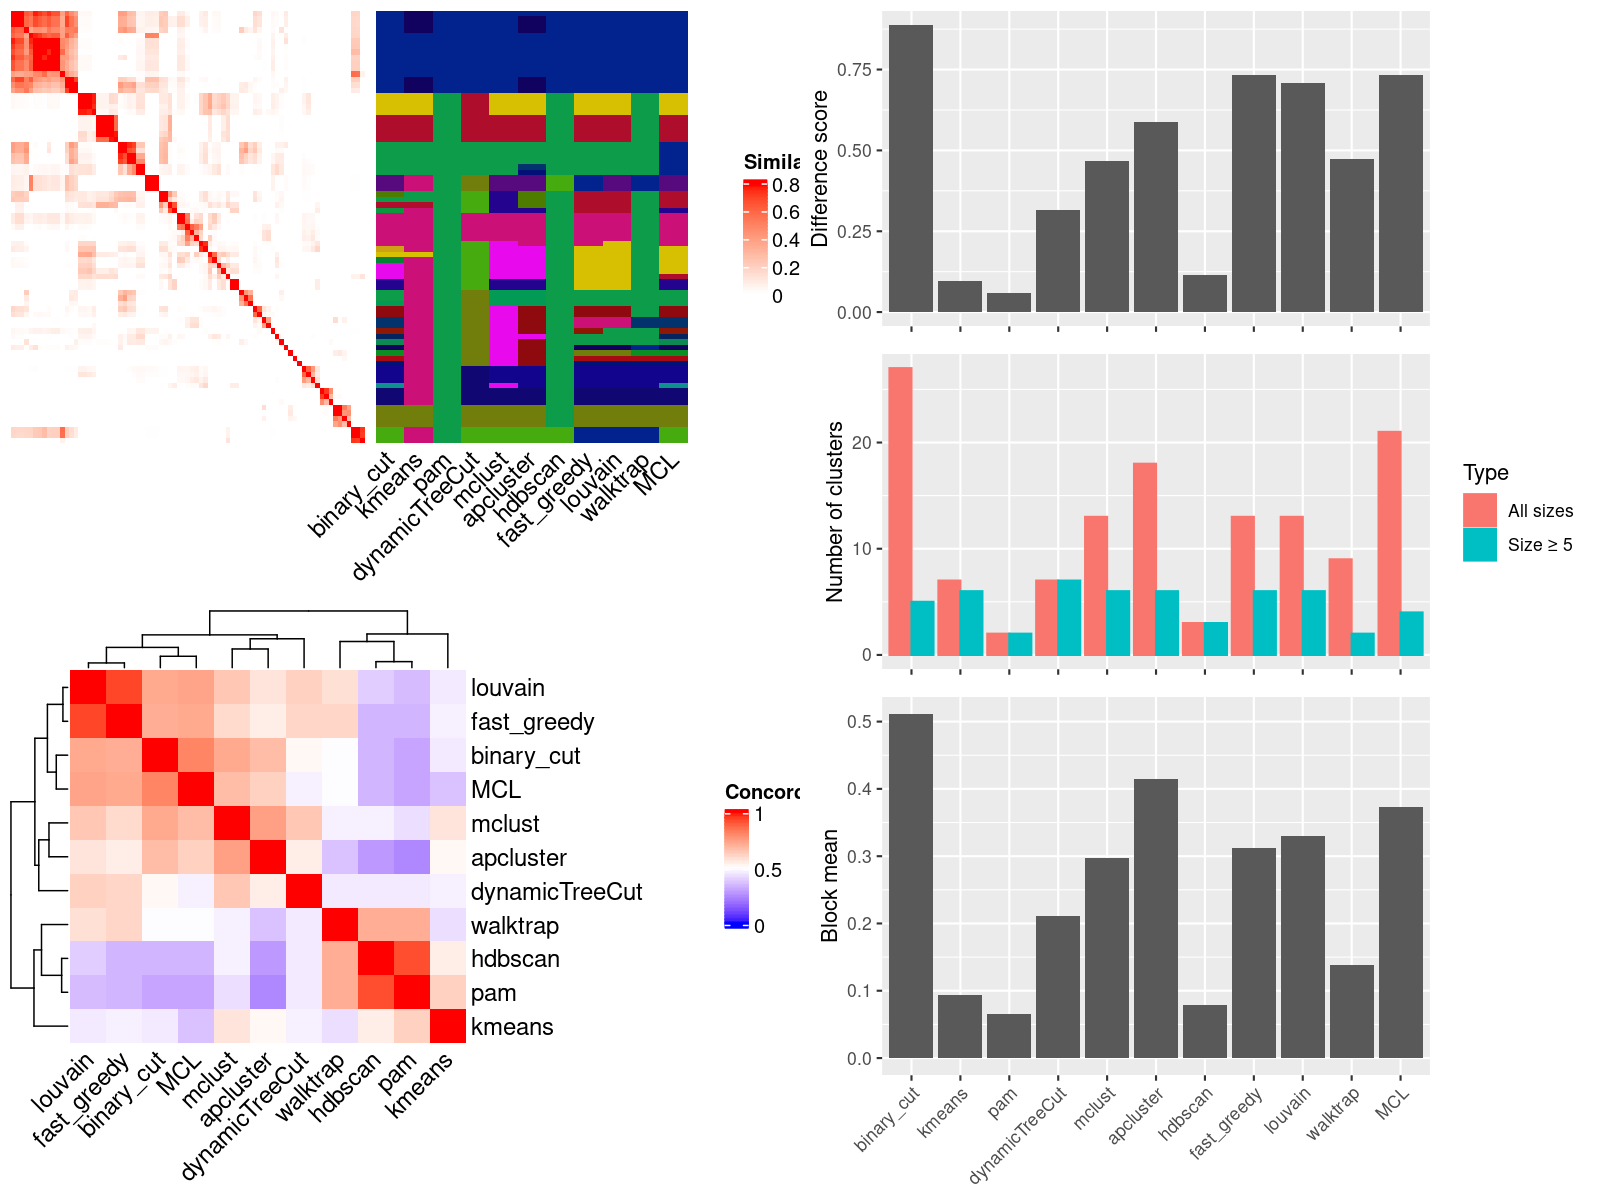 Simila
0.8
0.6
0.4
0.2
0
binary_cut
kmeans
pam
dynamicTreeCut
mclust
apcluster
hdbscan
fast_greedy
louvain
walktrap
MCL
Difference score
0.75
0.50
0.25
0.00
Number of clusters
20
10
0
Type
All sizes
Size ≥ 5
louvain
fast_greedy
binary_cut
MCL
mclust
apcluster
dynamicTreeCut
walktrap
hdbscan
pam
kmeans
louvain
fast_greedy
binary_cut
MCL
mclust
apcluster
dynamicTreeCut
walktrap
hdbscan
pam
kmeans
Concord
1
0.5
0
Block mean
0.5
0.4
0.3
0.2
0.1
0.0
binary_cut
kmeans
pam
dynamicTreeCut
mclust
apcluster
hdbscan
fast_greedy
louvain
walktrap
MCL